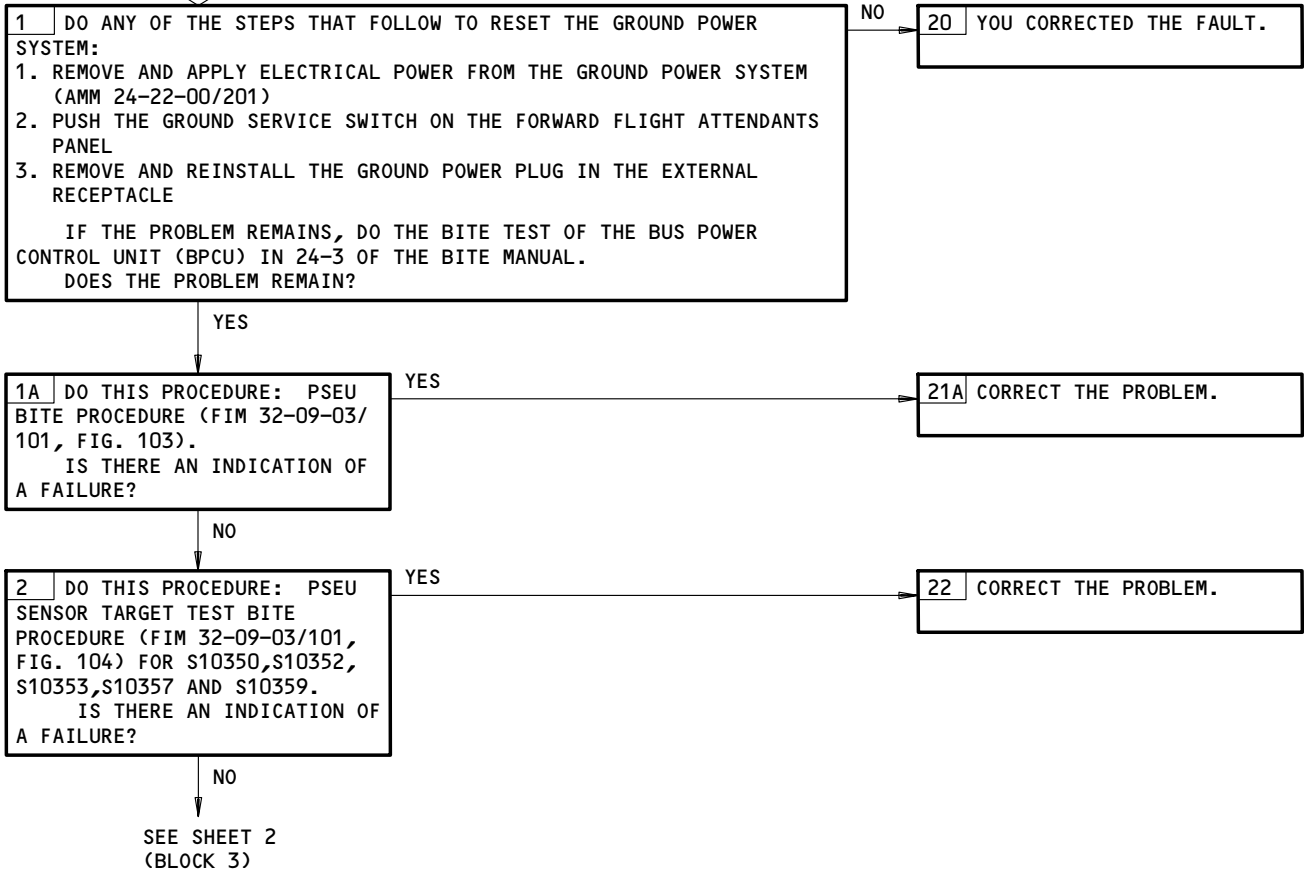 1 DO ANY OF THE STEPS THAT FOLLOW TO RESET THE GROUND POWER
SYSTEM:
1. REMOVE AND APPLY ELECTRICAL POWER FROM THE GROUND POWER SYSTEM
(AMM 24-22-00/201)
2. PUSH THE GROUND SERVICE SWITCH ON THE FORWARD FLIGHT ATTENDANTS
PANEL
3. REMOVE AND REINSTALL THE GROUND POWER PLUG IN THE EXTERNAL
RECEPTACLE
IF THE PROBLEM REMAINS, DO THE BITE TEST OF THE BUS POWER
CONTROL UNIT (BPCU) IN 24-3 OF THE BITE MANUAL.
DOES THE PROBLEM REMAIN?
NO
20 YOU CORRECTED THE FAULT.
YES
1A DO THIS PROCEDURE: PSEU
BITE PROCEDURE (FIM 32-09-03/
101, FIG. 103).
IS THERE AN INDICATION OF
A FAILURE?
YES
21A CORRECT THE PROBLEM.
NO
2 DO THIS PROCEDURE: PSEU
SENSOR TARGET TEST BITE
PROCEDURE (FIM 32-09-03/101,
FIG. 104) FOR S10350,S10352,
S10353,S10357 AND S10359.
IS THERE AN INDICATION OF
A FAILURE?
YES
22 CORRECT THE PROBLEM.
NO
SEE SHEET 2
(BLOCK 3)